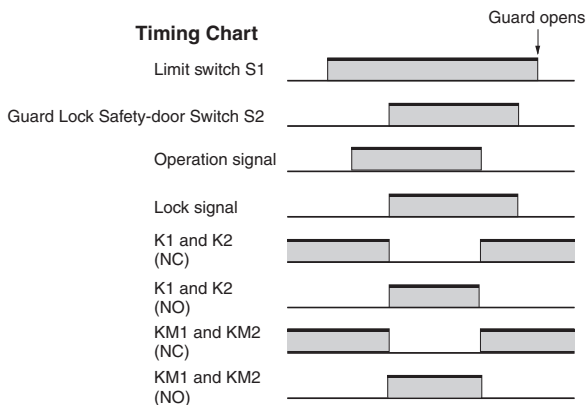 Guard opens
Timing Chart
Limit switch S1
Guard Lock Safety-door Switch S2
Operation signal
Lock signal
K1 and K2
(NC)
K1 and K2
(NO)
KM1 and KM2
(NC)
KM1 and KM2
(NO)